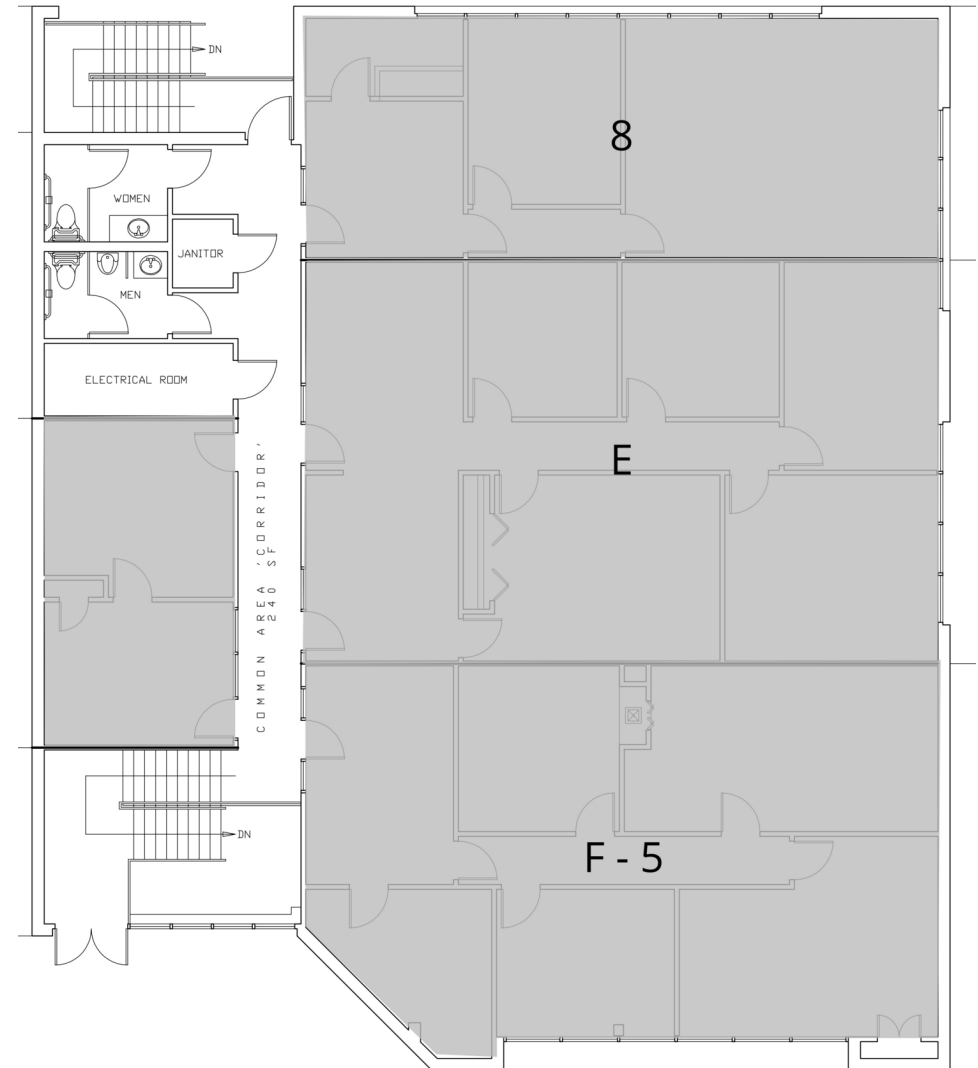 DN
8
WOMEN
JANITOR
MEN
ELECTRICAL ROOM
COMMON AREA 'CORRIDOR'
240 SF
E
DN
F - 5